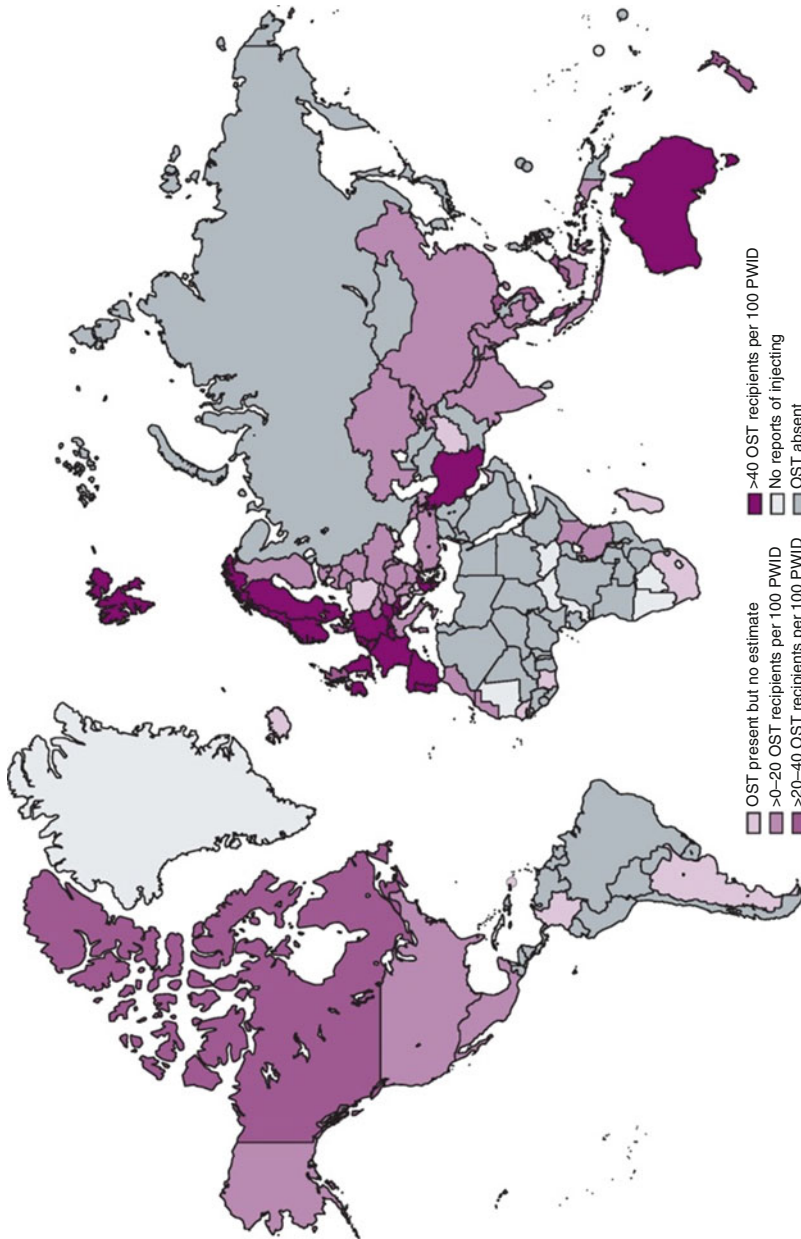 OST present but no estimate
>0–20 OST recipients per 100 PWID
>20–40 OST recipients per 100 PWID
>40 OST recipients per 100 PWID
No reports of injecting
OST absent